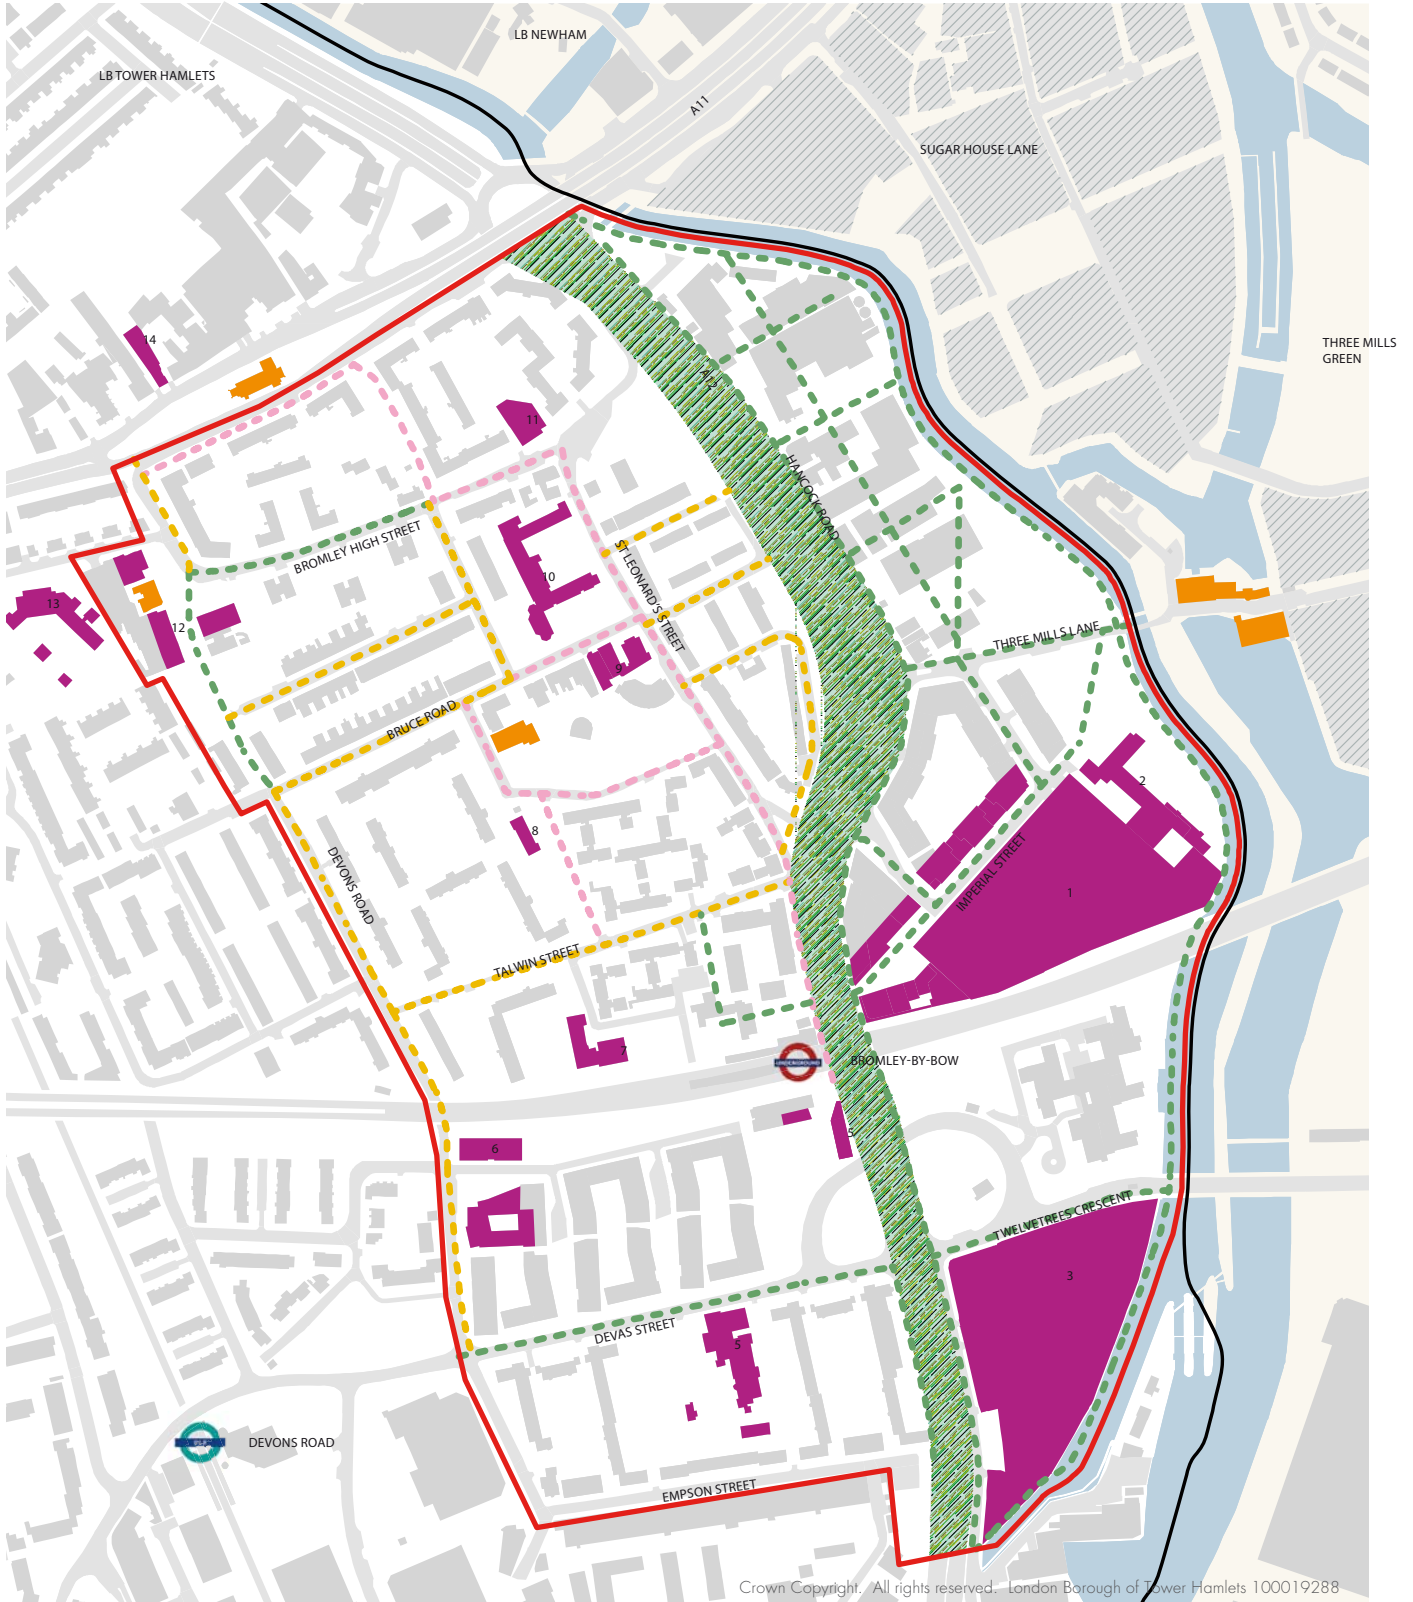 LB NEWHAM
LB TOWER HAMLETS
A11
SUGAR HOUSE LANE
THREE MILLS
GREEN
14
A12
11
HANCOCK ROAD
BROMLEY HIGH STREET
10
ST LEONARD'S STREET
13
12
THREE MILLS LANE
9
BRUCE ROAD
2
8
DEVONS ROAD
IMPERIAL STREET
1
TALWIN STREET
7
UNDERGROUND
BROMLEY-BY-BOW
5
6
TWELVETREES CRESCENT
3
DEVAS STREET
5
DLR
DEVONS ROAD
EMPSON STREET
Crown Copyright. All rights reserved. London Borough of Tower Hamlets 100019288